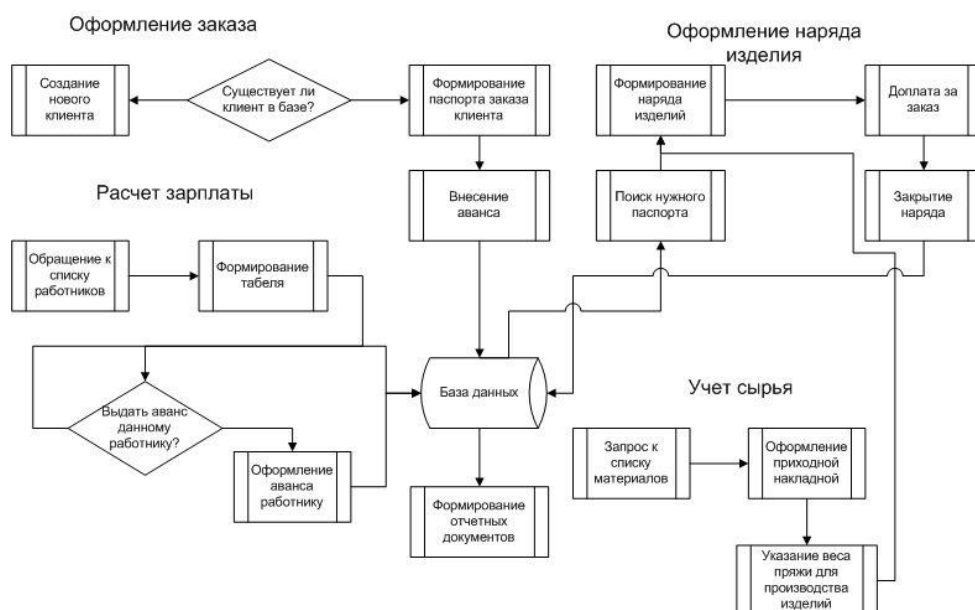 Оформление заказа
Создание
нового
клиента
Существует ли
клиент в базе?
Формирование
паспорта заказа
клиента
Внесение
аванса
Оформление наряда
изделия
Формирование
наряда
изделий
Доплата за
заказ
Поиск нужного
паспорта
Закрытие
наряда
Расчет зарплаты
Обращение к
списку
работников
Формирование
табеля
Выдать аванс
данному
работнику?
Оформление
аванса
работнику
База данных
Формирование
отчетных
документов
Учет сырья
Запрос к
списку
материалов
Оформление
приходной
накладной
Указание веса
пряжи для
производства
изделий